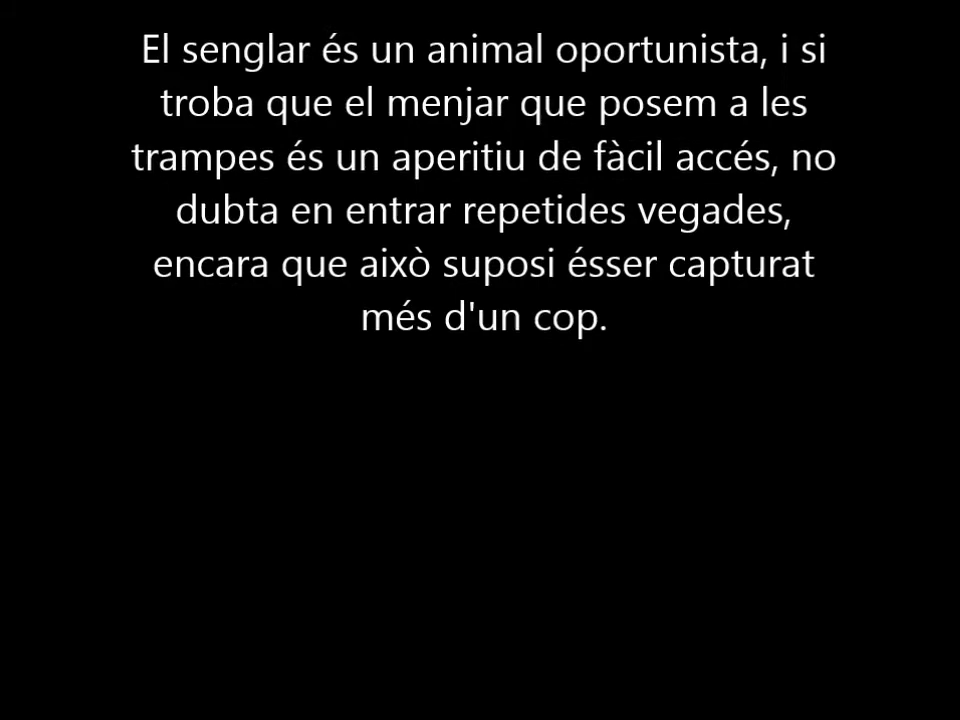 El senglar és un animal oportunista, i si
troba que el menjar que posem a les
trampes és un aperitiu de fàcil accés, no
dubta en entrar repetides vegades,
encara que això suposi ésser capturat
més d'un cop.